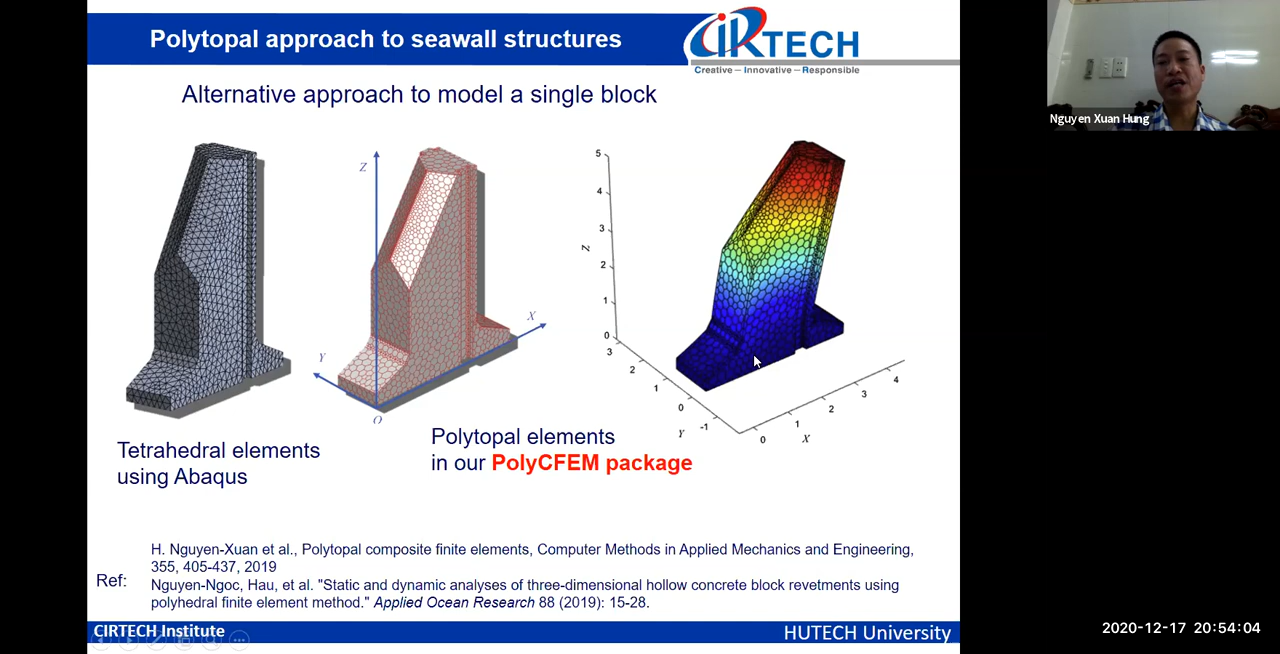 Polytopal approach to seawall structures
CIRTECH
Creative – Innovative – Responsible
Alternative approach to model a single block
Nguyen Xuan Hung
Z
X
Y
O
5
4
3
2
1
0
Z
3
2
1
0
-1
Y
0
1
2
3
4
X
Tetrahedral elements
using Abaqus
Polytopal elements
in our PolyCFEM package
Ref:
H. Nguyen-Xuan et al., Polytopal composite finite elements, Computer Methods in Applied Mechanics and Engineering,
355, 405-437, 2019
Nguyen-Ngoc, Hau, et al. "Static and dynamic analyses of three-dimensional hollow concrete block revetments using
polyhedral finite element method." Applied Ocean Research 88 (2019): 15-28.
CIRTECH Institute
HUTECH University
2020-12-17 20:54:04